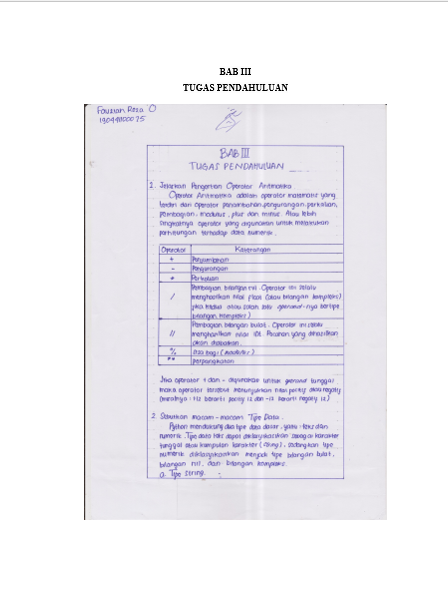 BAB III
TUGAS PENDAHULUAN
Fauzian Reza O
BAB III
TUGAS PENDAHULUAN
1. Jelaskan Pengertian Operator Aritmatika.
Operator Aritmatika adalah operator matematis yang
terdiri dari operator penambahan, pengurangan, perkalian,
pembagian, modulus, plus dan minus. Atau lebih
singkatnya operator yang digunakan untuk melakukan
perhitungan terhadap data numerik.
Operator Keterangan
+ Penjumlahan
- Pengurangan
* Perkalian
/ Pembagian bilangan riil. Operator ini selalu
menghasilkan nilai float (atau bilangan kompleks)
jika kedua atau salah satu operand-nya bertipe
bilangan kompleks)
// Pembagian bilangan bulat. Operator ini selalu
menghasilkan nilai Pecahan yang dihasilkan
akan diabaikan.
% Sisa bagi (modulus)
** Perpangkatan
Jika operator + dan - digunakan untuk operand tunggal
maka operator tersebut menunjukkan nilai positif atau negatif
(misalnya: +12 berarti positif 12 dan -12 berarti negatif 12)
2. Sebutkan macam-macam Tipe Data.
Python mendukung dua tipe data dasar, yaitu: teks dan
numerik. Tipe data teks dapat diklasifikasikan sebagai karakter
tunggal atau kumpulan karakter (string), sedangkan tipe
numerik diklasifikasikan menjadi tipe bilangan bulat,
bilangan riil, dan bilangan kompleks.
a. Tipe String.